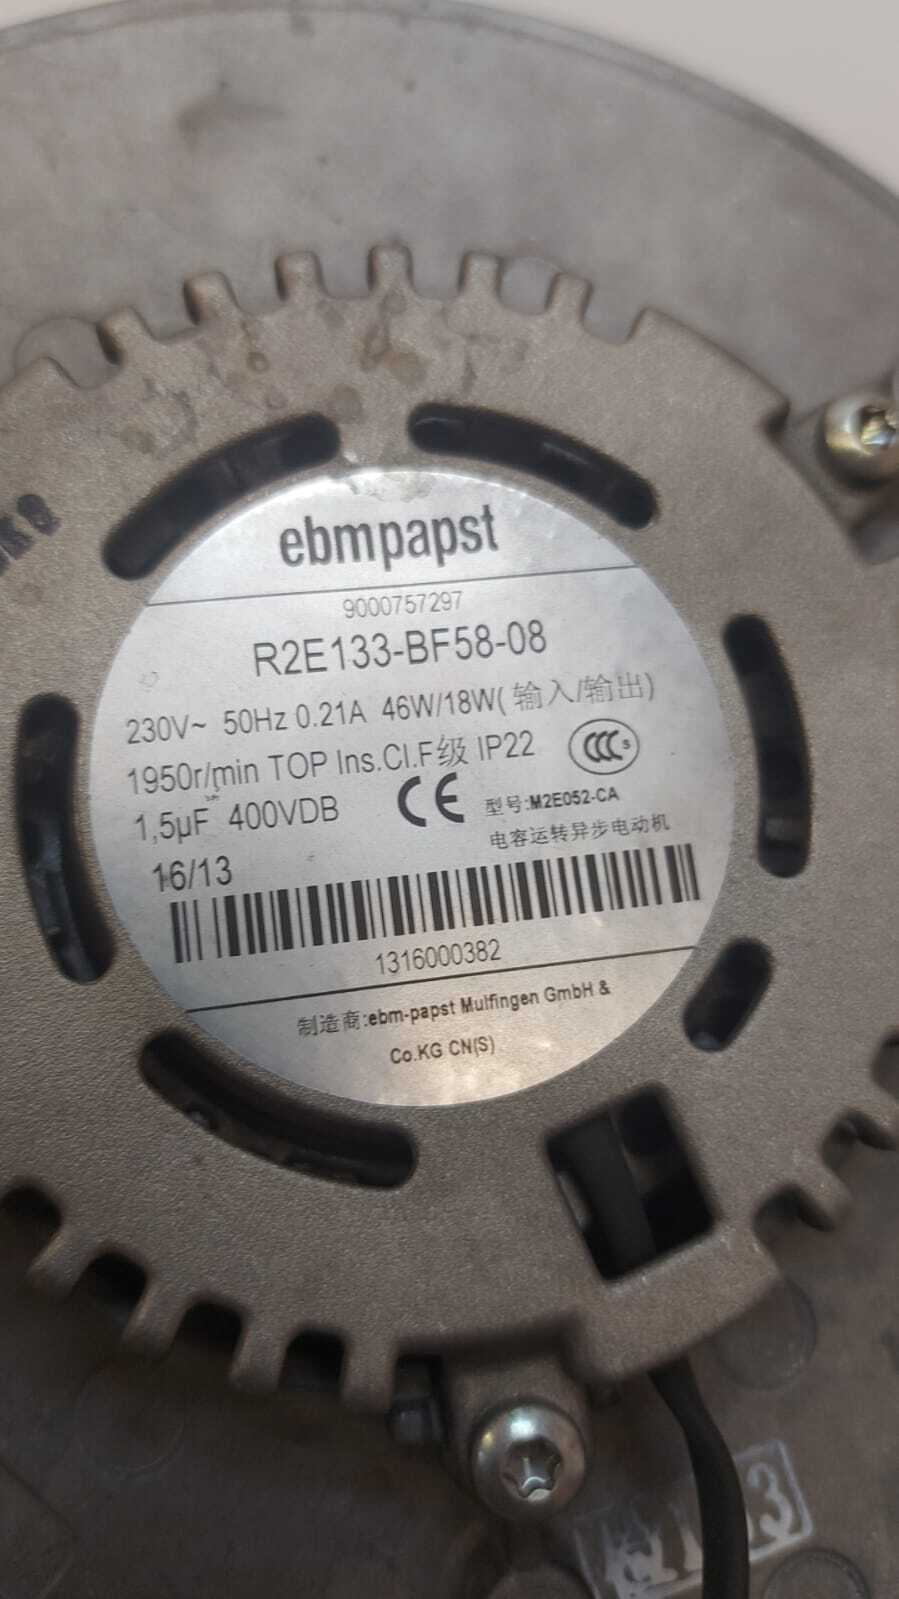 ebmpapst
9000757297
R2E133-BF58-08
230V~ 50Hz 0.21A 46W/18W( 输入/输出)
1950r/min TOP Ins.Cl.F级 IP22
CCC S
1,5µF 400VDB
CE
型号:M2E052-CA
电容运转异步电动机
16/13
1316000382
制造商:ebm-papst Mulfingen GmbH &
Co.KG CN(S)